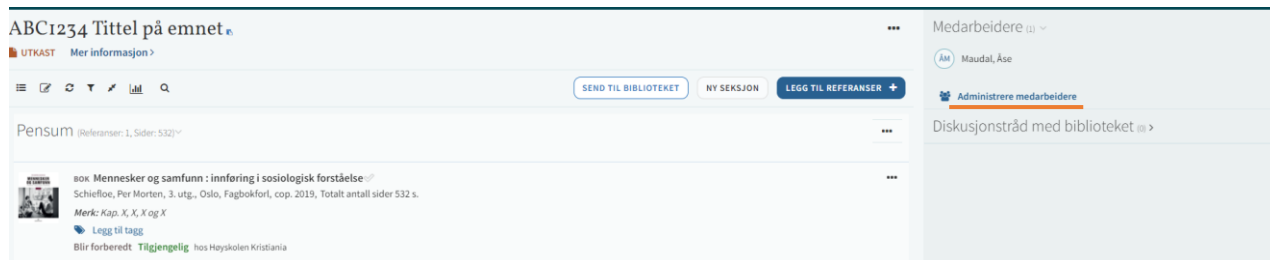 ABC1234 Tittel på emnet
•••
UTKAST Mer informasjon >
SEND TIL BIBLIOTEKET NY SEKSJON LEGG TIL REFERANSER +
Pensum (Referanser: 1, Sider: 532)
•••
BOK Mennesker og samfunn : innføring i sosiologisk forståelse
•••
Schiefloe, Per Morten, 3. utg., Oslo, Fagbokforl, cop. 2019, Totalt antall sider 532 s.
Merk: Kap. X, X, X og X
Legg til tagg
Blir forberedt Tilgjengelig hos Høyskolen Kristiania
Medarbeidere (1)
ÅM Maudal, Åse
Administrere medarbeidere
Diskusjonstråd med biblioteket (0) >